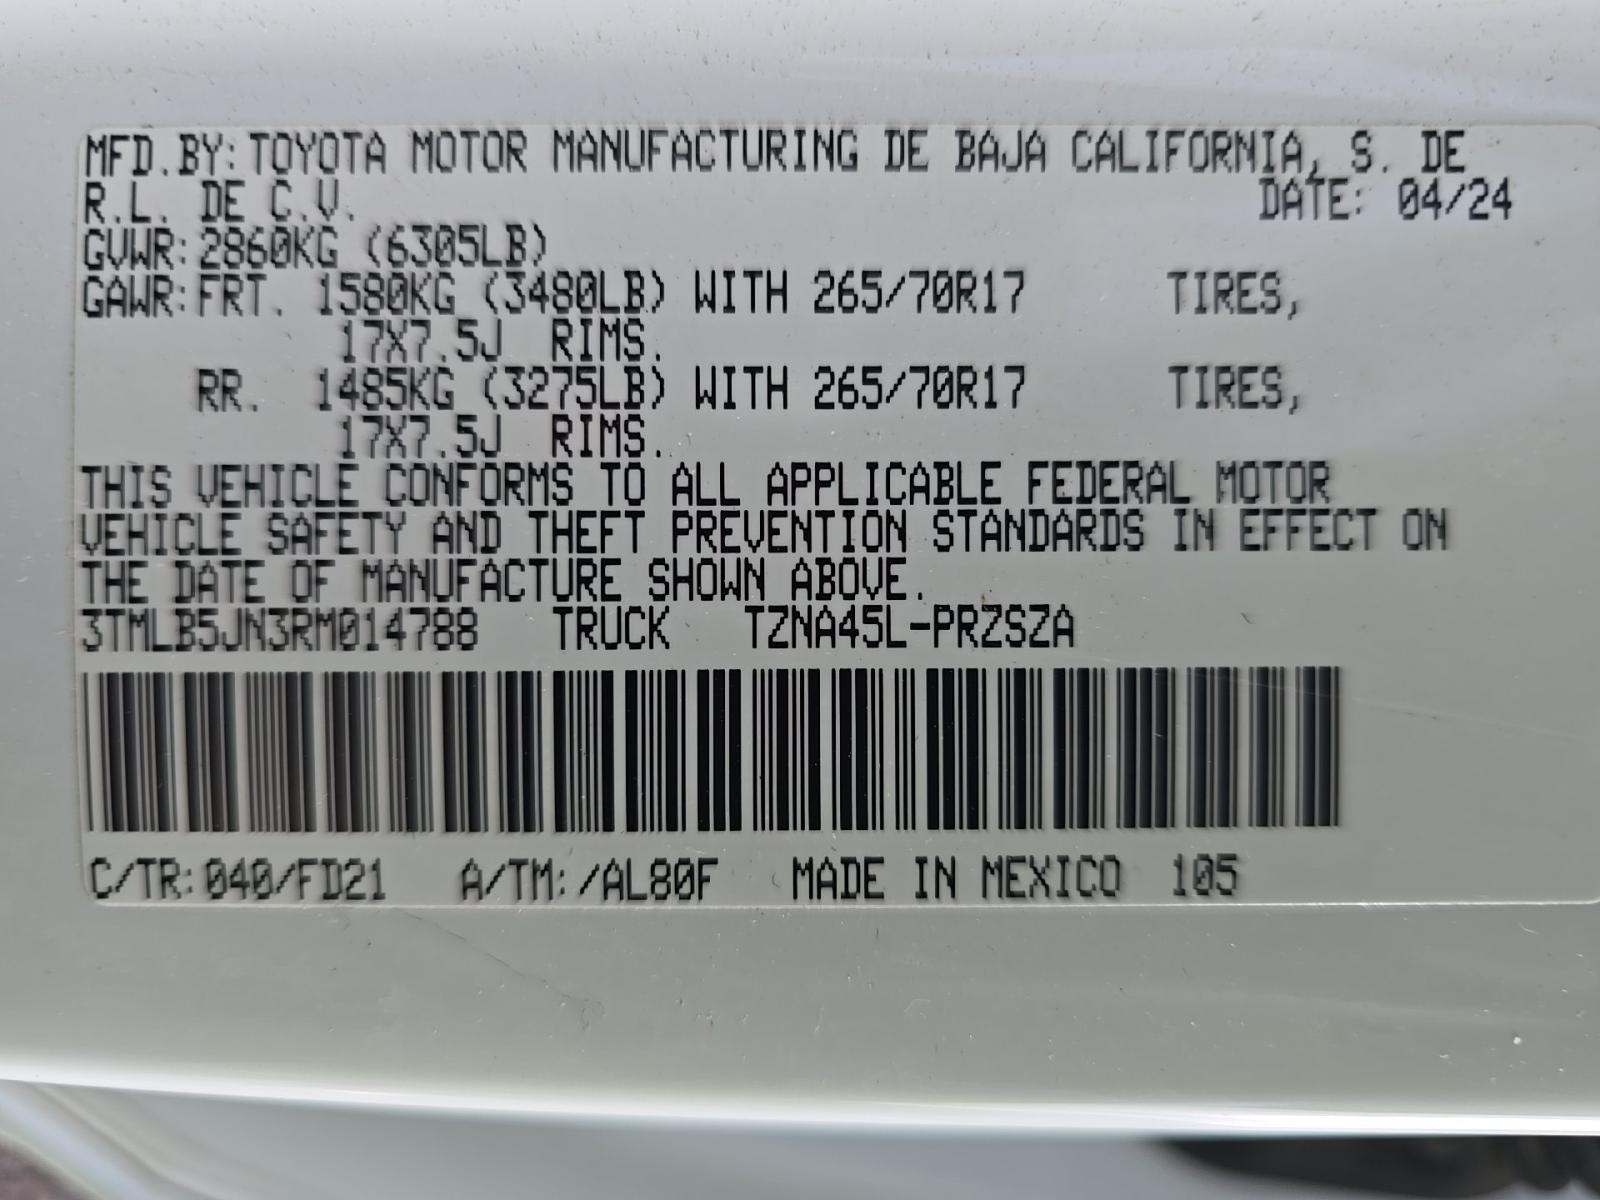 MFD.BY:TOYOTA MOTOR MANUFACTURING DE BAJA CALIFORNIA, S. DE
R.L. DE C.V. DATE: 04/24
GVWR:2860KG (6305LB)
GAWR:FRT. 1580KG (3480LB) WITH 265/70R17 TIRES,
17X7.5J RIMS.
RR. 1485KG (3275LB) WITH 265/70R17 TIRES,
17X7.5J RIMS.
THIS VEHICLE CONFORMS TO ALL APPLICABLE FEDERAL MOTOR
VEHICLE SAFETY AND THEFT PREVENTION STANDARDS IN EFFECT ON
THE DATE OF MANUFACTURE SHOWN ABOVE.
3TMLB5JN3RM014788 TRUCK TZNA45L-PRZSZA
C/TR:040/FD21 A/TM:/AL80F MADE IN MEXICO 105